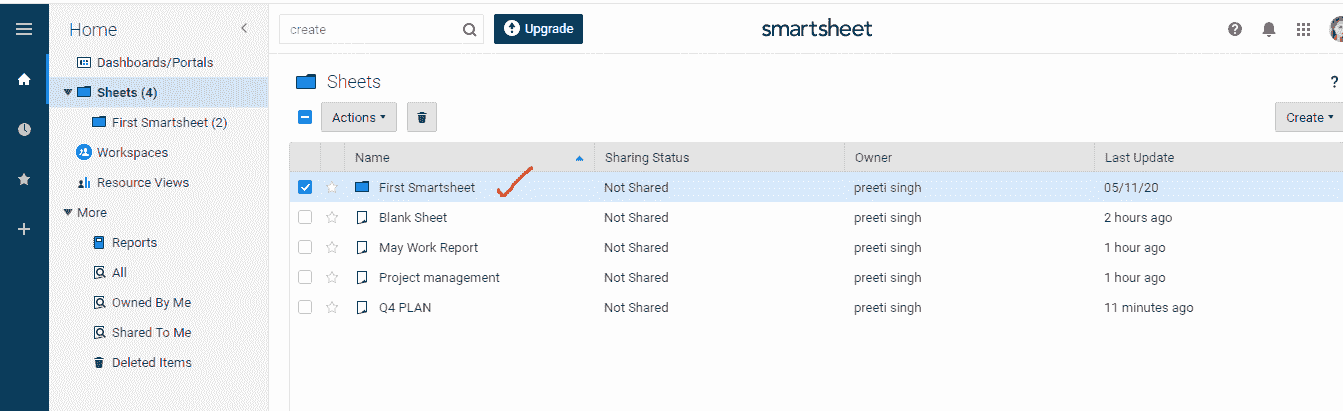 Home
create
Upgrade
smartsheet
Dashboards/Portals
Sheets (4)
First Smartsheet (2)
Workspaces
Resource Views
More
Reports
All
Owned By Me
Shared To Me
Deleted Items
Sheets
?
Actions
Create
Name Sharing Status Owner Last Update
First Smartsheet Not Shared preeti singh 05/11/20
Blank Sheet Not Shared preeti singh 2 hours ago
May Work Report Not Shared preeti singh 1 hour ago
Project management Not Shared preeti singh 1 hour ago
Q4 PLAN Not Shared preeti singh 11 minutes ago